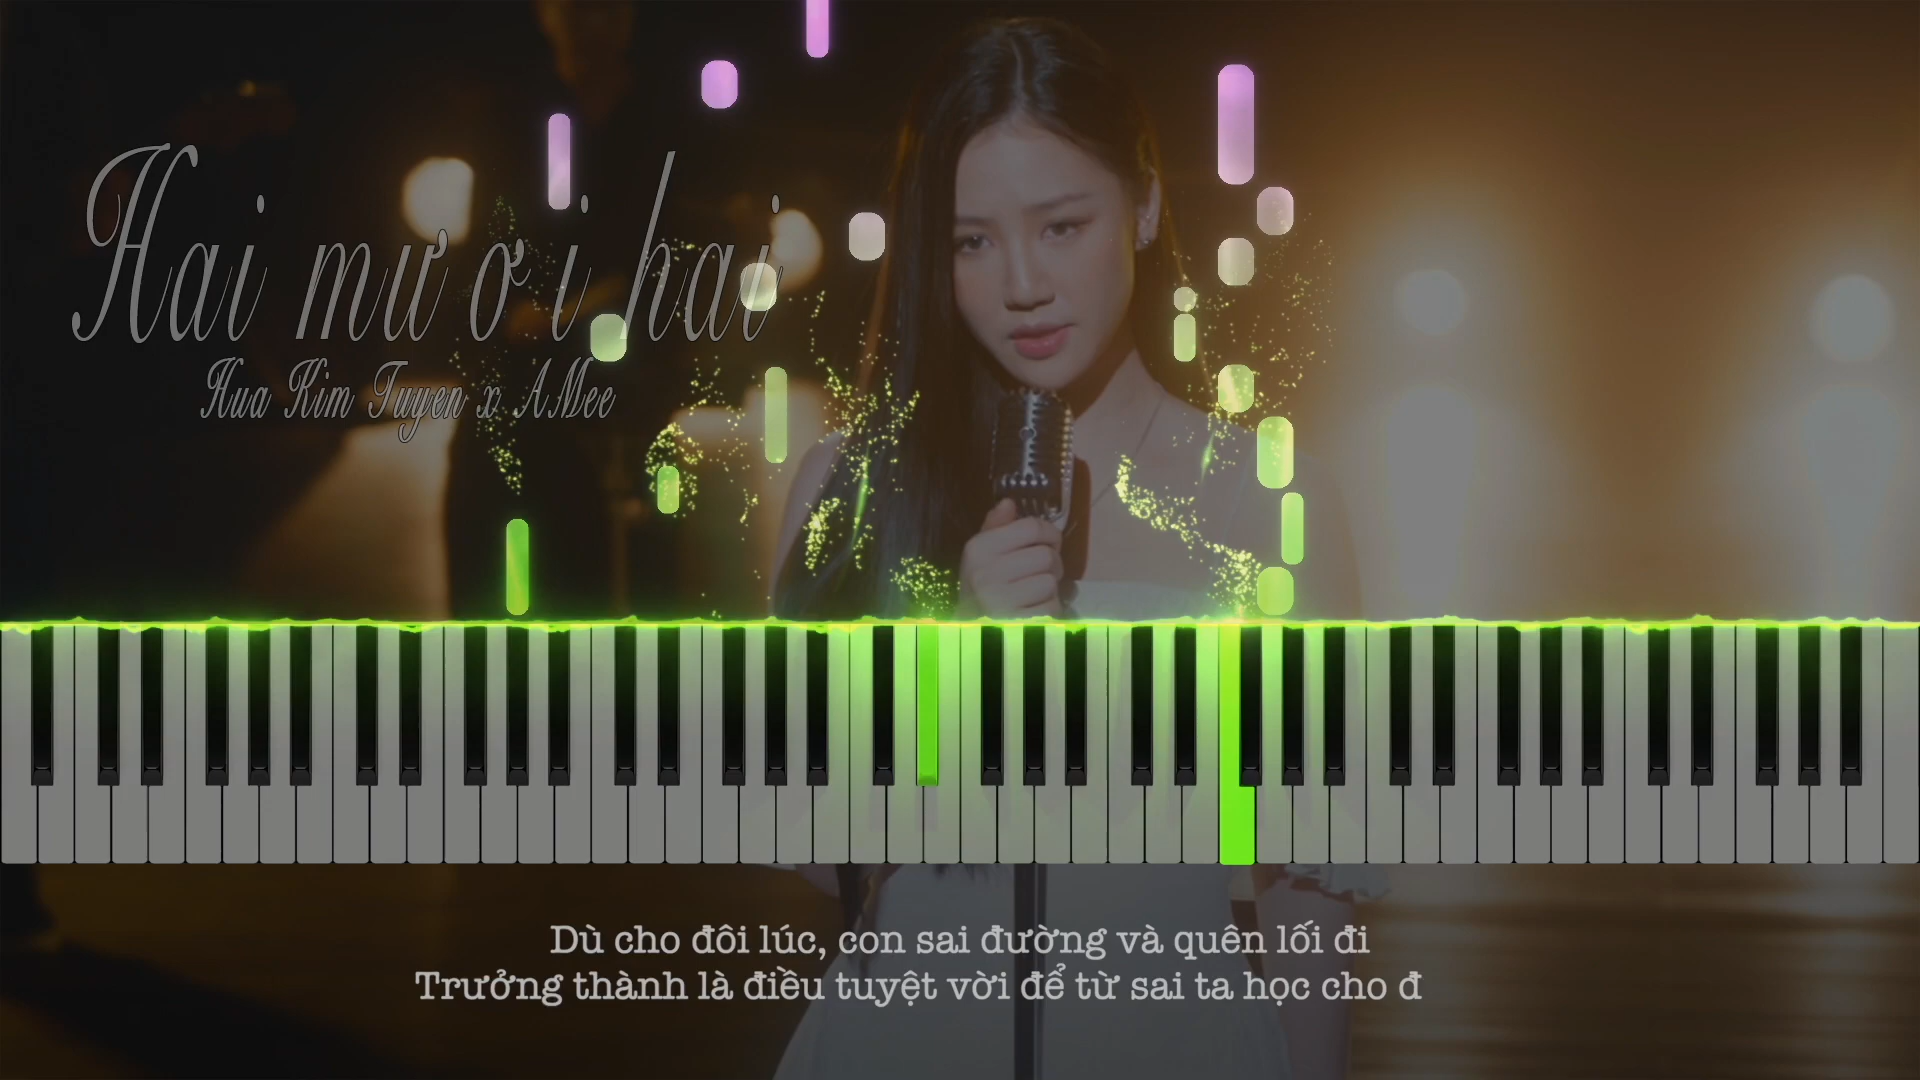 Hai mươi hai
Hua Kim Tuyen x AMee
Dù cho đôi lúc, con sai đường và quên lối đi
Trưởng thành là điều tuyệt vời để từ sai ta học cho đ